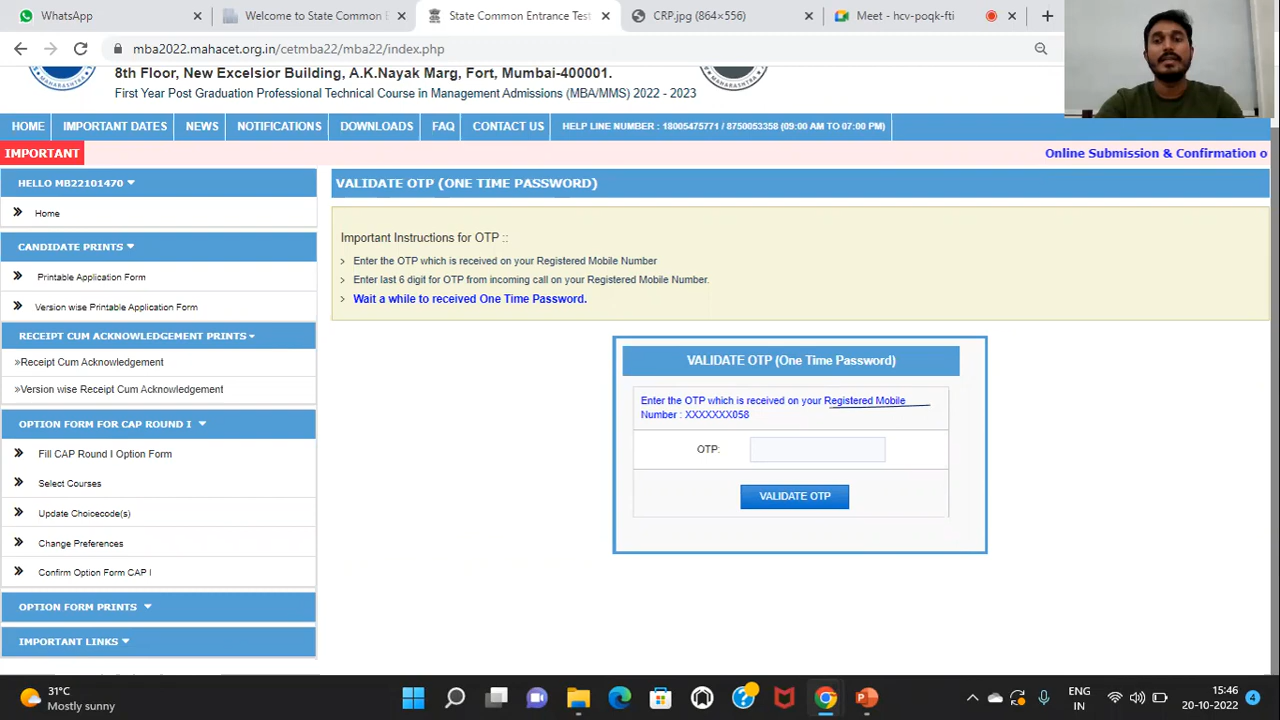 WhatsApp
Welcome to State Common E
State Common Entrance Test
CRP.jpg (864×556)
Meet - hcv-pqjk-fti
mba2022.mahacet.org.in/cetmba22/mba22/index.php
8th Floor, New Excelsior Building, A.K.Nayak Marg, Fort, Mumbai-400001.
First Year Post Graduation Professional Technical Course in Management Admissions (MBA/MMS) 2022 - 2023
HOME IMPORTANT DATES NEWS NOTIFICATIONS DOWNLOADS FAQ CONTACT US HELP LINE NUMBER : 18005475771 / 8750053358 (09:00 AM TO 07:00 PM)
IMPORTANT
Online Submission & Confirmation o
HELLO MB22101470
Home
CANDIDATE PRINTS
Printable Application Form
Version wise Printable Application Form
RECEIPT CUM ACKNOWLEDGEMENT PRINTS
»Receipt Cum Acknowledgement
»Version wise Receipt Cum Acknowledgement
OPTION FORM FOR CAP ROUND I
Fill CAP Round I Option Form
Select Courses
Update Choicecode(s)
Change Preferences
Confirm Option Form CAP I
OPTION FORM PRINTS
IMPORTANT LINKS
VALIDATE OTP (ONE TIME PASSWORD)
Important Instructions for OTP ::
Enter the OTP which is received on your Registered Mobile Number
Enter last 6 digit for OTP from incoming call on your Registered Mobile Number.
Wait a while to received One Time Password.
VALIDATE OTP (One Time Password)
Enter the OTP which is received on your Registered Mobile
Number : XXXXXXX058
OTP:
VALIDATE OTP
31°C
Mostly sunny
ENG
IN
15:46
20-10-2022
4